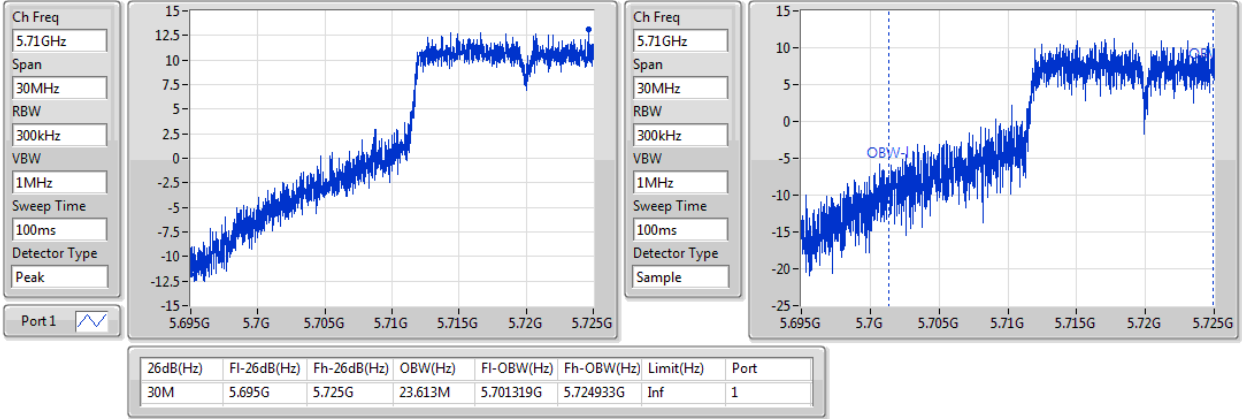 Ch Freq
5.71GHz
Span
30MHz
RBW
300kHz
VBW
1MHz
Sweep Time
100ms
Detector Type
Peak
Port 1
15
12.5
10
7.5
5
2.5
0
-2.5
-5
-7.5
-10
-12.5
-15
5.695G 5.7G 5.705G 5.71G 5.715G 5.72G 5.725G
Ch Freq
5.71GHz
Span
30MHz
RBW
300kHz
VBW
1MHz
Sweep Time
100ms
Detector Type
Sample
15
10
5
0
-5
-10
-15
-20
-25
5.695G 5.7G 5.705G 5.71G 5.715G 5.72G 5.725G
26dB(Hz) Fl-26dB(Hz) Fh-26dB(Hz) OBW(Hz) Fl-OBW(Hz) Fh-OBW(Hz) Limit(Hz) Port
30M 5.695G 5.725G 23.613M 5.701319G 5.724933G Inf 1